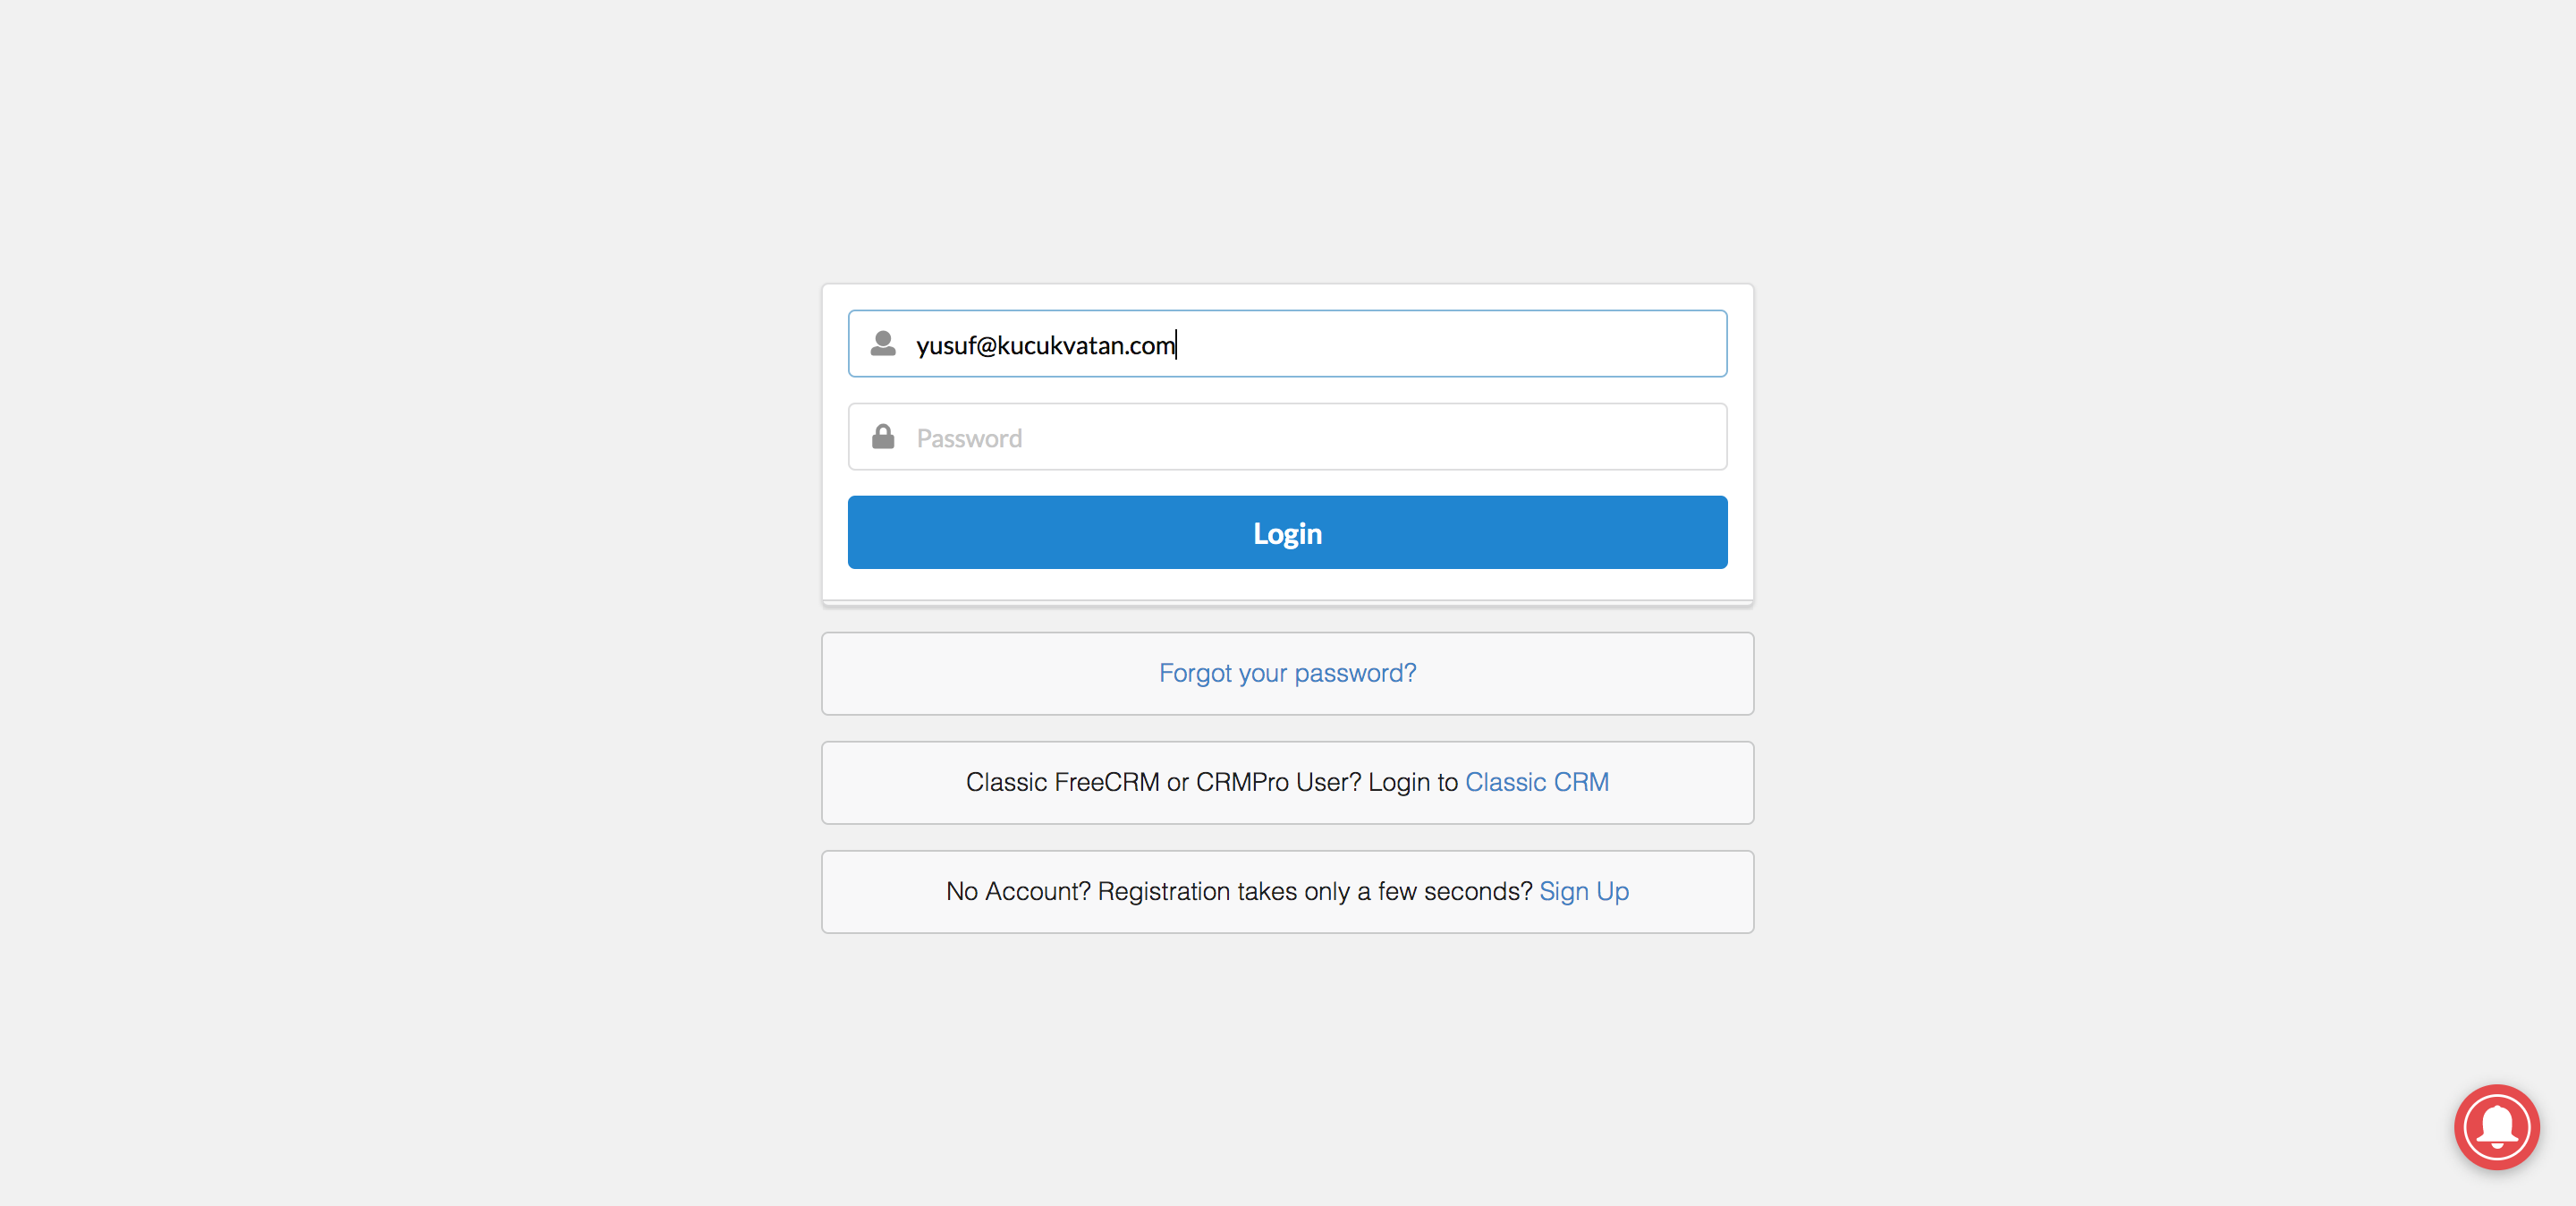 yusuf@kucukvatan.com
Password
Login
Forgot your password?
Classic FreeCRM or CRMPro User? Login to Classic CRM
No Account? Registration takes only a few seconds? Sign Up